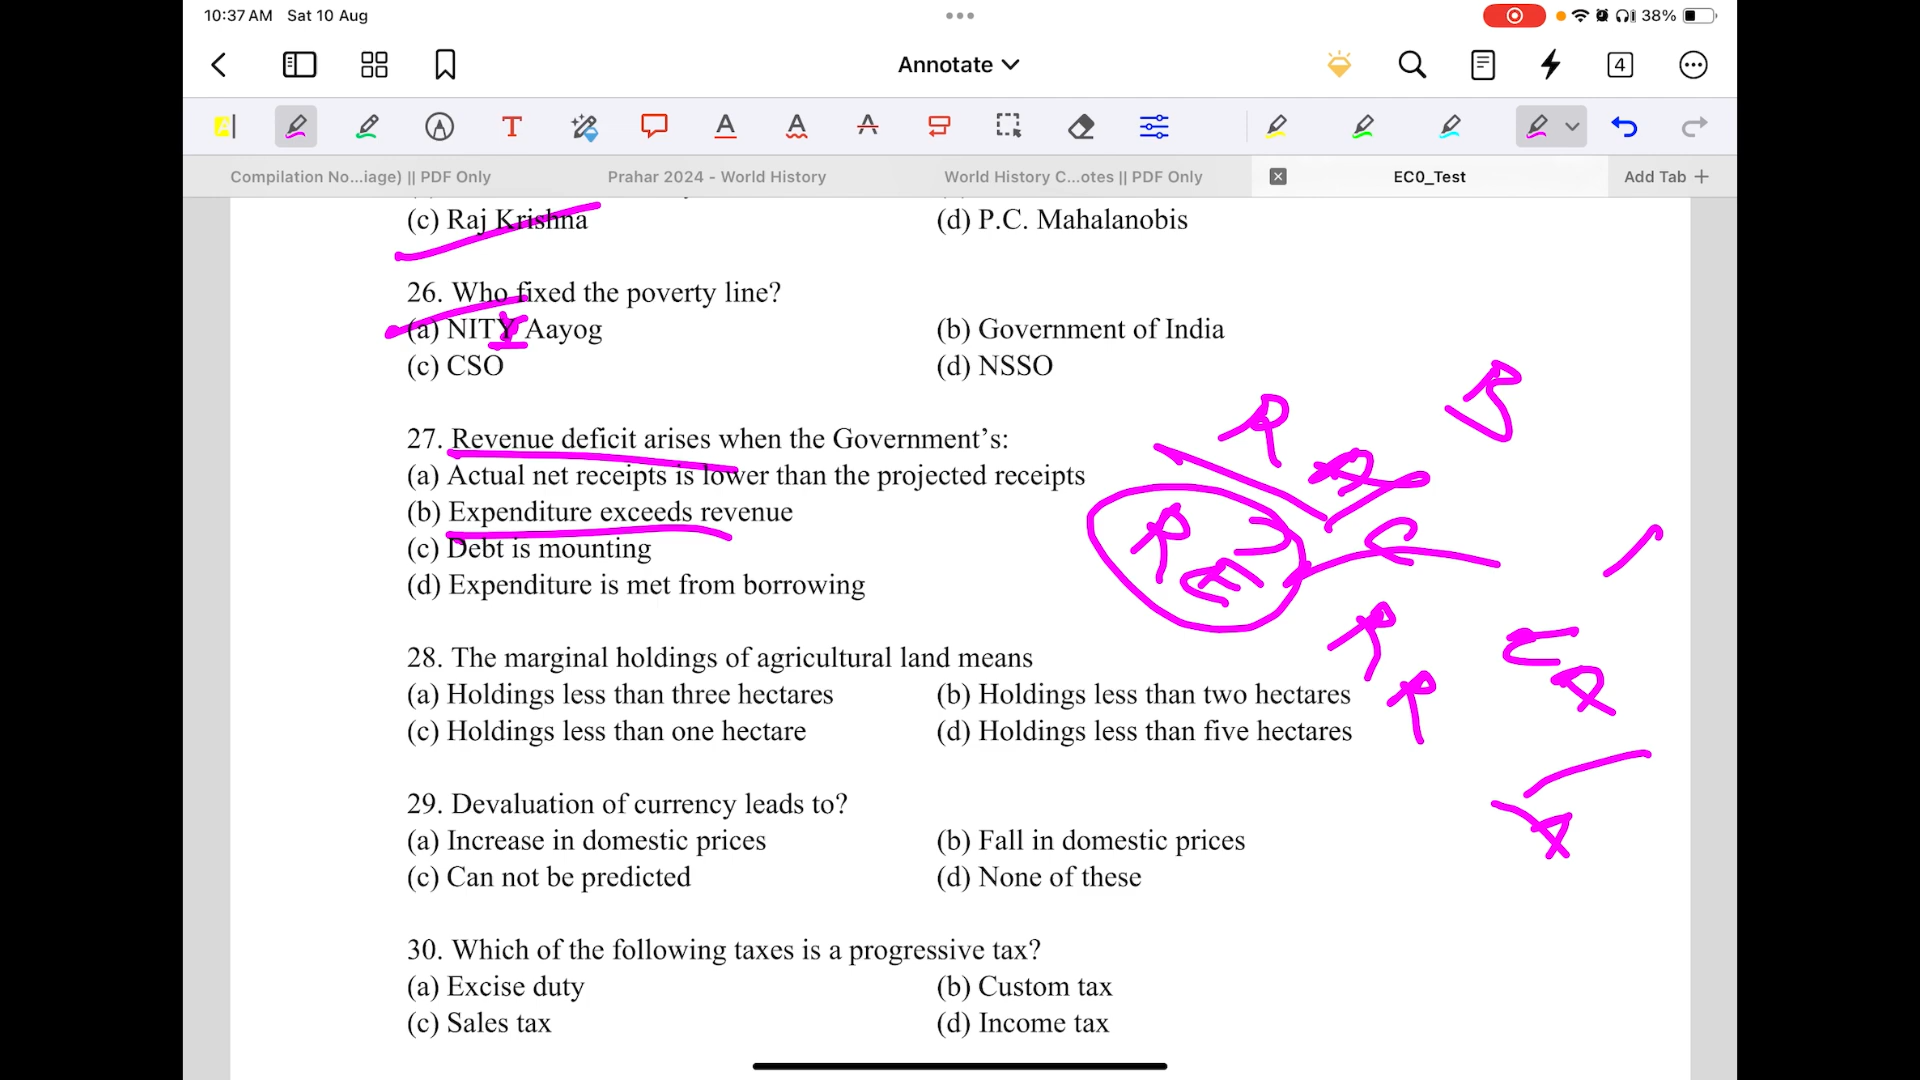 10:37 AM Sat 10 Aug
38%
Annotate
4
Compilation No...iage) || PDF Only
Prahar 2024 - World History
World History C...otes || PDF Only
EC0_Test
Add Tab +
(c) Raj Krishna (d) P.C. Mahalanobis
26. Who fixed the poverty line?
(a) NITY Aayog (b) Government of India
I
(c) CSO (d) NSSO
B
R
27. Revenue deficit arises when the Government’s:
(a) Actual net receipts is lower than the projected receipts
(b) Expenditure exceeds revenue
R
E
(c) Debt is mounting
(d) Expenditure is met from borrowing
R
R
28. The marginal holdings of agricultural land means
(a) Holdings less than three hectares (b) Holdings less than two hectares
(c) Holdings less than one hectare (d) Holdings less than five hectares
29. Devaluation of currency leads to?
(a) Increase in domestic prices (b) Fall in domestic prices
(c) Can not be predicted (d) None of these
30. Which of the following taxes is a progressive tax?
(a) Excise duty (b) Custom tax
(c) Sales tax (d) Income tax